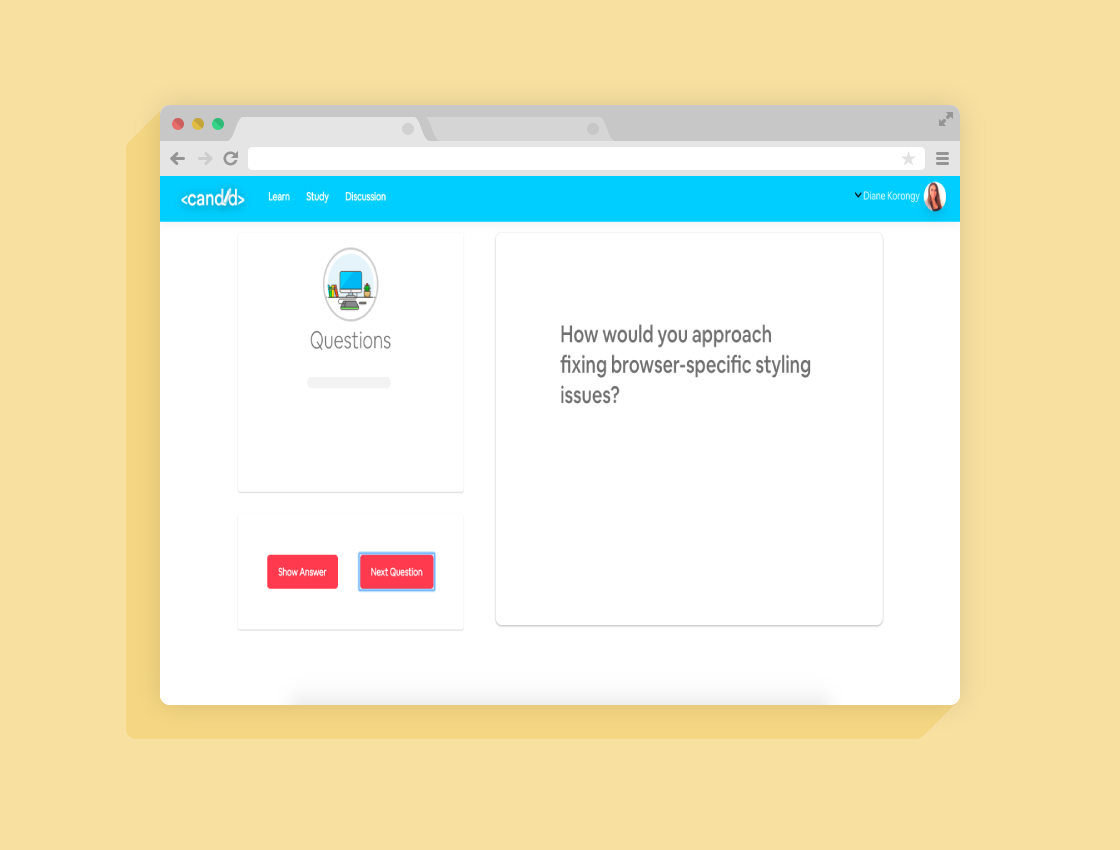 <cand/d>
Learn Study Discussion
Diane Korongy
Questions
How would you approach
fixing browser-specific styling
issues?
Show Answer
Next Question